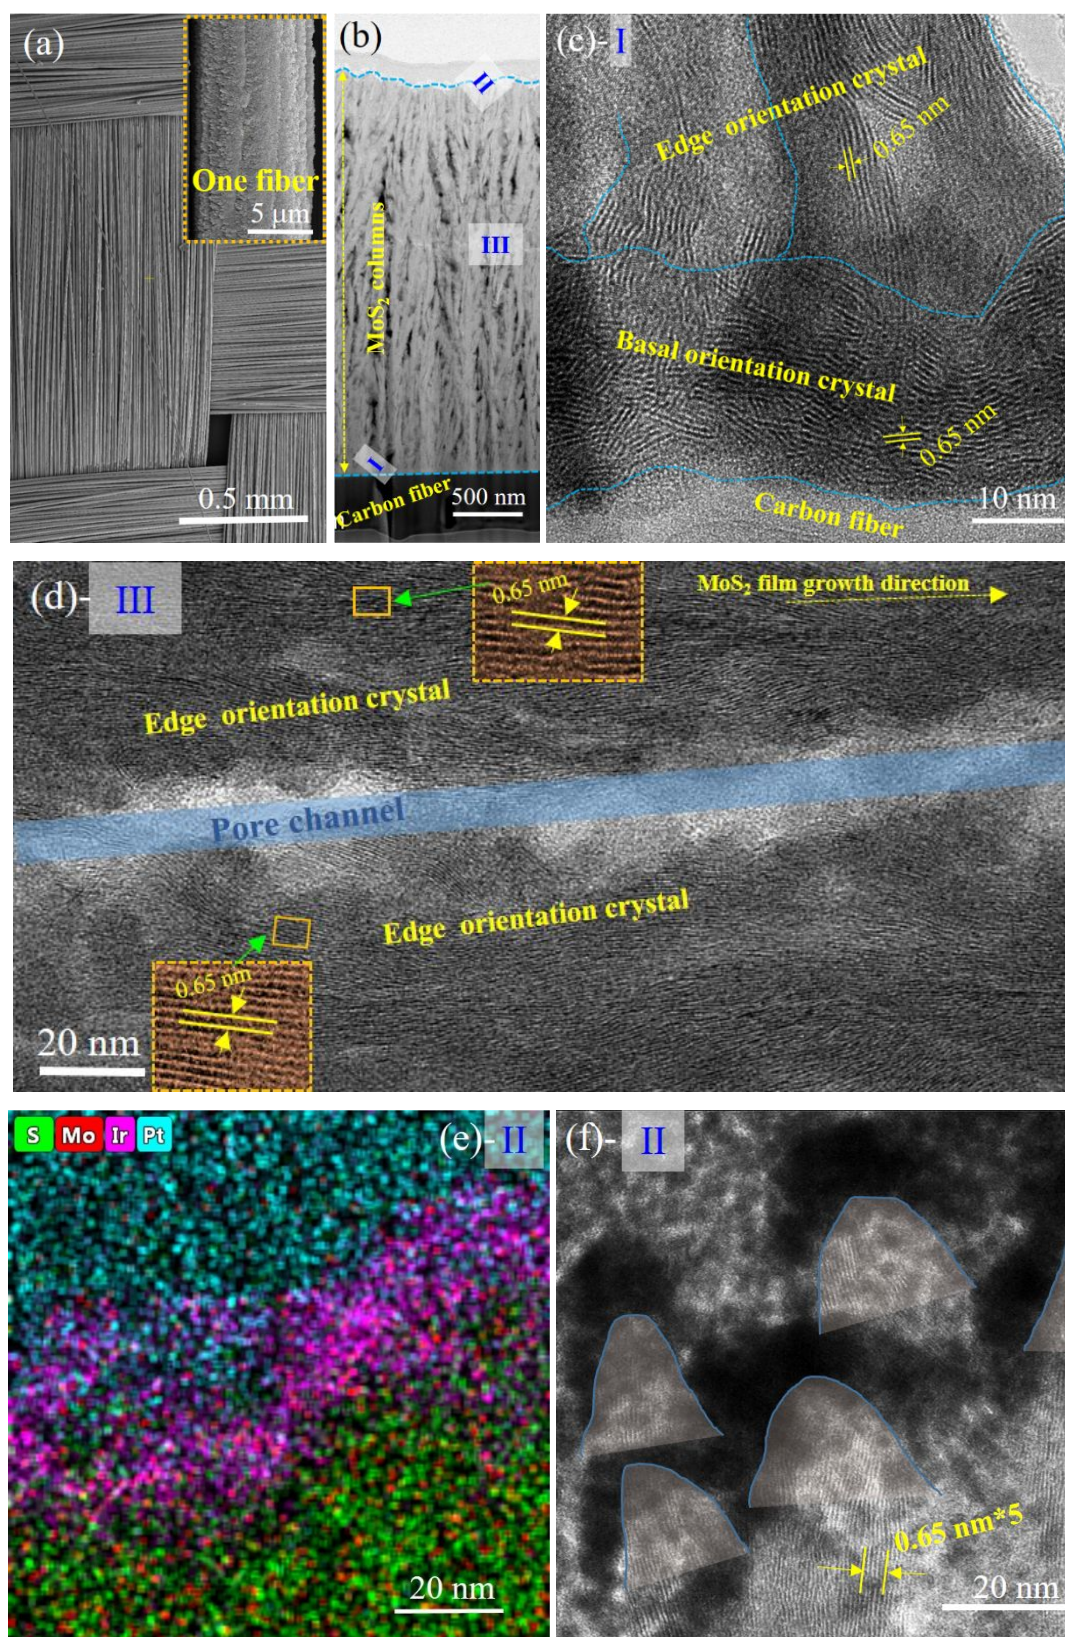 (a)
One fiber
5 µm
0.5 mm
(b)
II
MoS₂ columns
III
I
Carbon fiber
500 nm
(c)-I
Edge orientation crystal
0.65 nm
Basal orientation crystal
0.65 nm
Carbon fiber
10 nm
(d)- III
0.65 nm
MoS₂ film growth direction
Edge orientation crystal
Pore channel
Edge orientation crystal
0.65 nm
20 nm
S Mo Ir Pt
(e)-II
20 nm
(f)- II
0.65 nm*5
20 nm